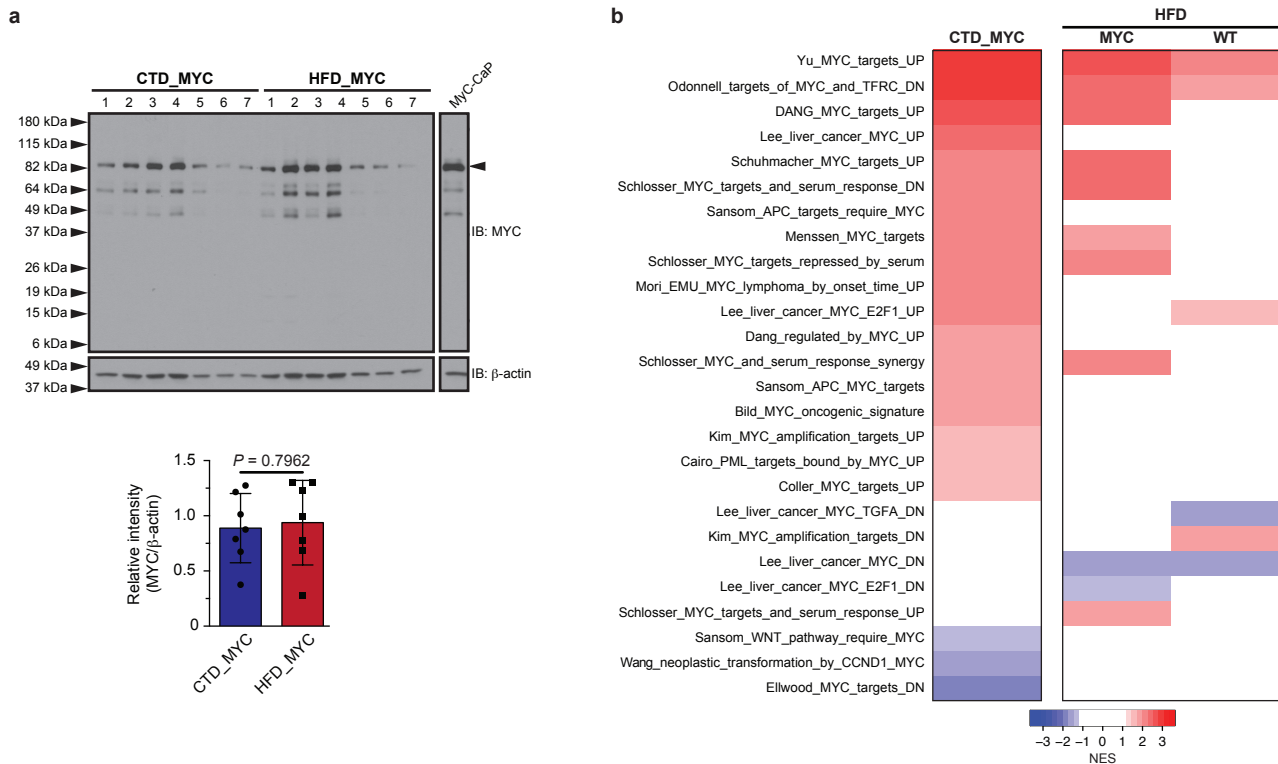 a
CTD_MYC HFD_MYC MyC-CaP
1 2 3 4 5 6 7 1 2 3 4 5 6 7
180 kDa
115 kDa
82 kDa
64 kDa
49 kDa
37 kDa
IB: MYC
26 kDa
19 kDa
15 kDa
6 kDa
49 kDa
IB: β-actin
37 kDa
P = 0.7962
Relative intensity
(MYC/β-actin)
1.5
1.0
0.5
0
CTD_MYC
HFD_MYC
b
HFD
CTD_MYC MYC WT
Yu_MYC_targets_UP
Odonnell_targets_of_MYC_and_TFRC_DN
DANG_MYC_targets_UP
Lee_liver_cancer_MYC_UP
Schuhmacher_MYC_targets_UP
Schlosser_MYC_targets_and_serum_response_DN
Sansom_APC_targets_require_MYC
Menssen_MYC_targets
Schlosser_MYC_targets_repressed_by_serum
Mori_EMU_MYC_lymphoma_by_onset_time_UP
Lee_liver_cancer_MYC_E2F1_UP
Dang_regulated_by_MYC_UP
Schlosser_MYC_and_serum_response_synergy
Sansom_APC_MYC_targets
Bild_MYC_oncogenic_signature
Kim_MYC_amplification_targets_UP
Cairo_PML_targets_bound_by_MYC_UP
Coller_MYC_targets_UP
Lee_liver_cancer_MYC_TGFA_DN
Kim_MYC_amplification_targets_DN
Lee_liver_cancer_MYC_DN
Lee_liver_cancer_MYC_E2F1_DN
Schlosser_MYC_targets_and_serum_response_UP
Sansom_WNT_pathway_require_MYC
Wang_neoplastic_transformation_by_CCND1_MYC
Ellwood_MYC_targets_DN
−3 −2 −1 0 1 2 3
NES